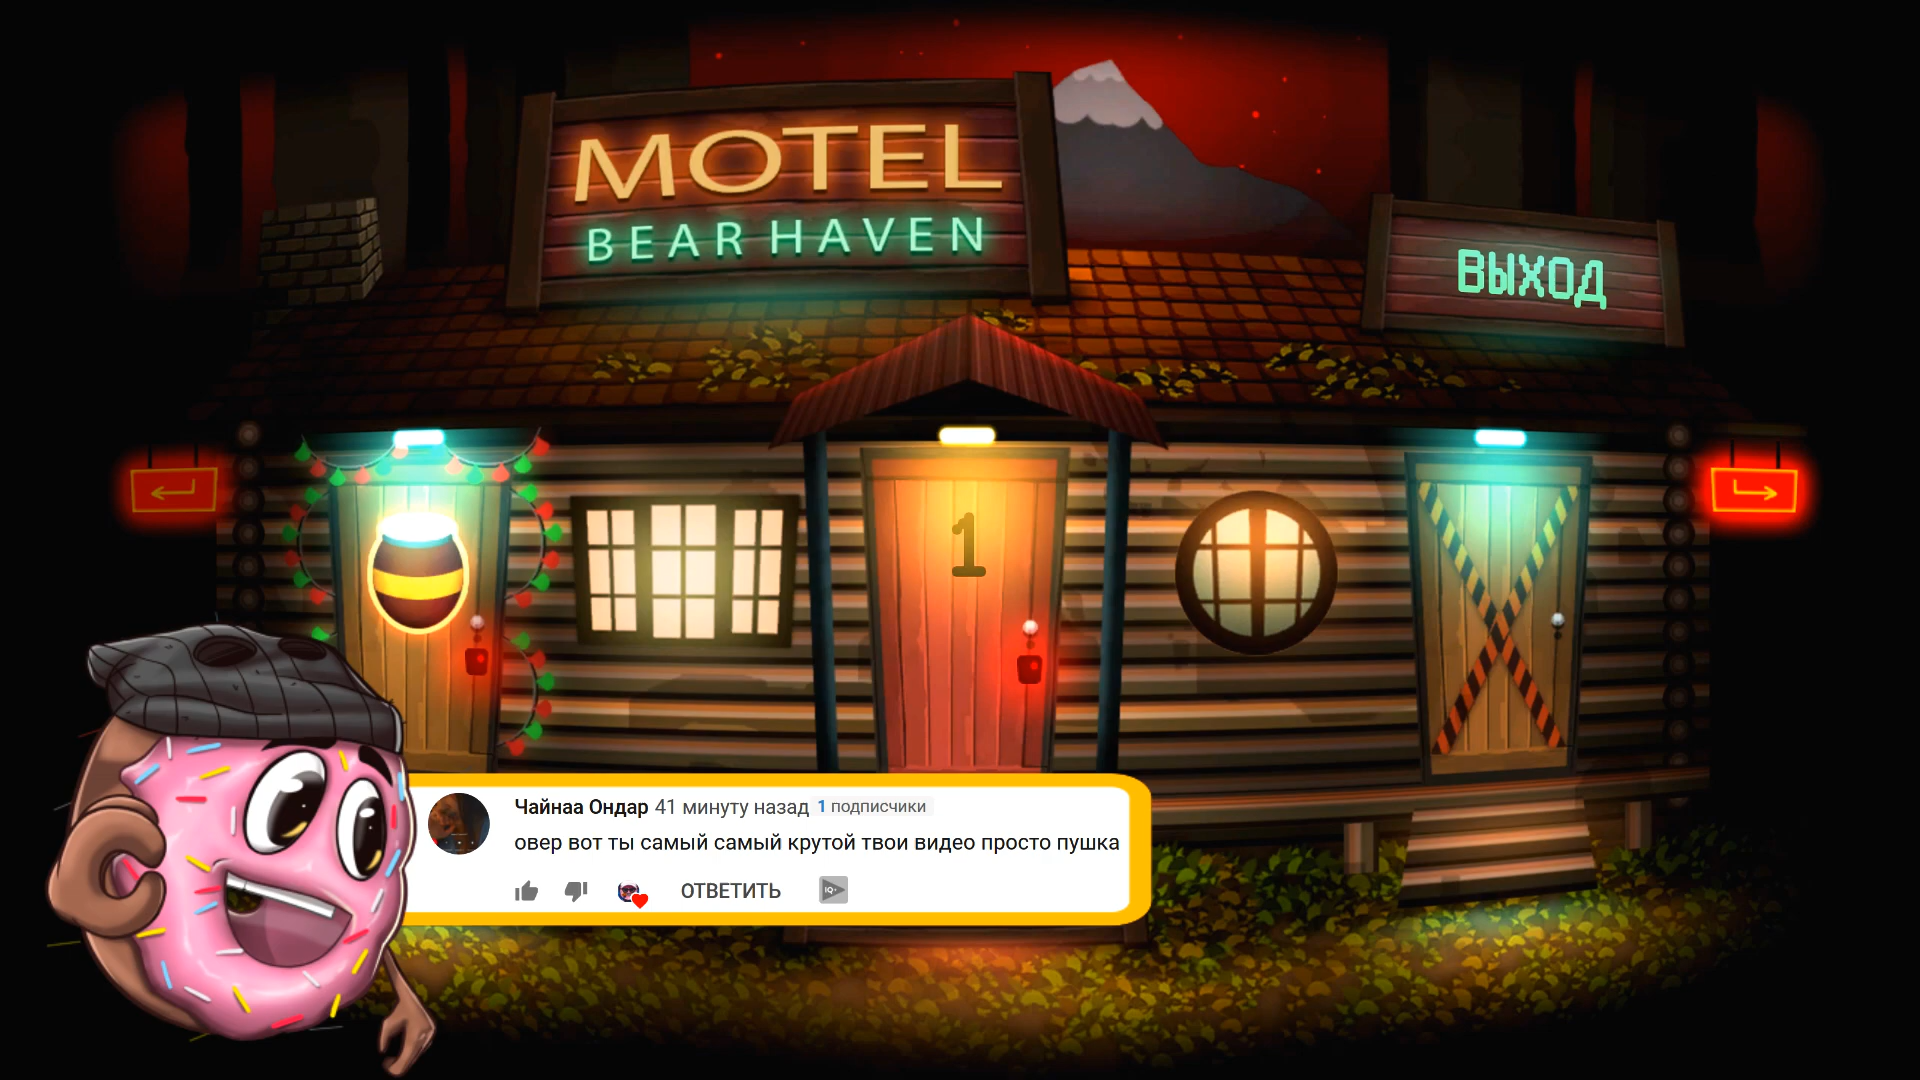 MOTEL
BEAR HAVEN
ВЫХОД
1
Чайнаа Ондар 41 минуту назад 1 подписчики
овер вот ты самый самый крутой твои видео просто пушка
ОТВЕТИТЬ
IQ